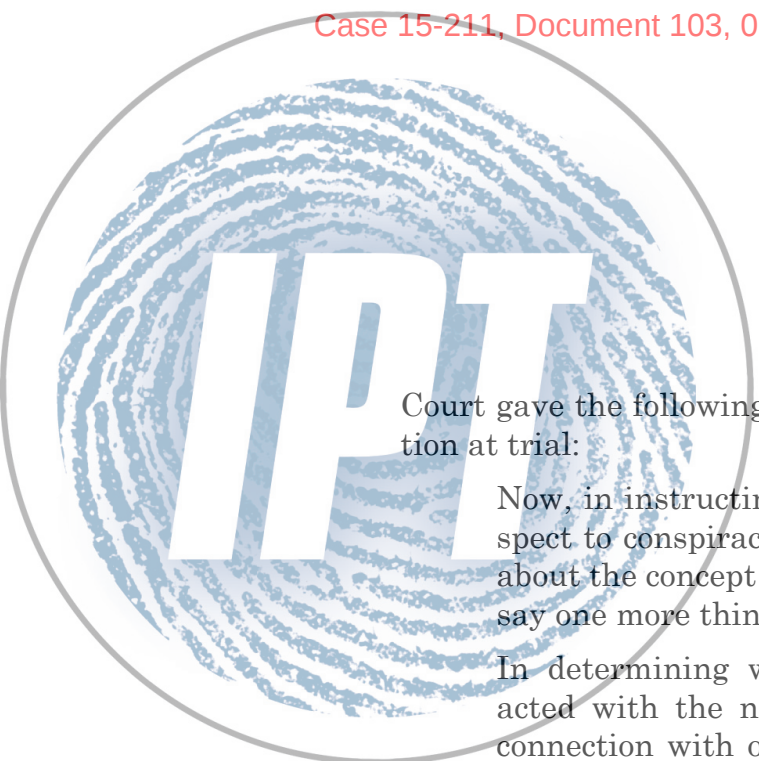 Case 15-211, Document 103, 0
IPT
Court gave the following
tion at trial:
Now, in instructin
spect to conspirac
about the concept
say one more thin
In determining w
acted with the n
connection with o